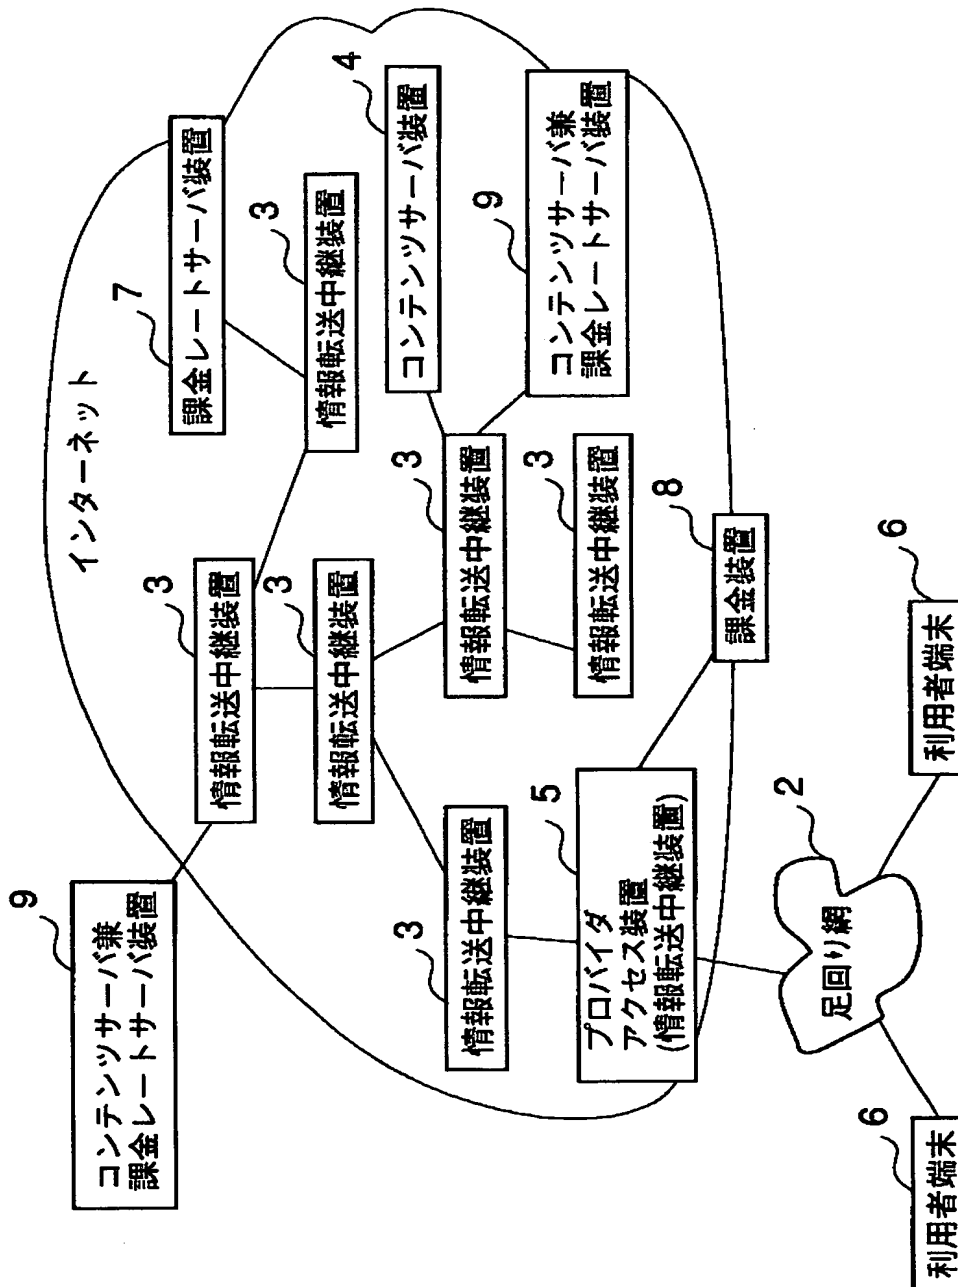 9
コンテンツサーバ兼
課金レートサーバ装置
インターネット
3
情報転送中継装置
7
課金レートサーバ装置
3
情報転送中継装置
3
情報転送中継装置
3
情報転送中継装置
3
情報転送中継装置
4
コンテンツサーバ装置
5
プロバイダ
アクセス装置
(情報転送中継装置)
3
情報転送中継装置
9
コンテンツサーバ兼
課金レートサーバ装置
8
課金装置
2
足回り網
6
利用者端末
6
利用者端末